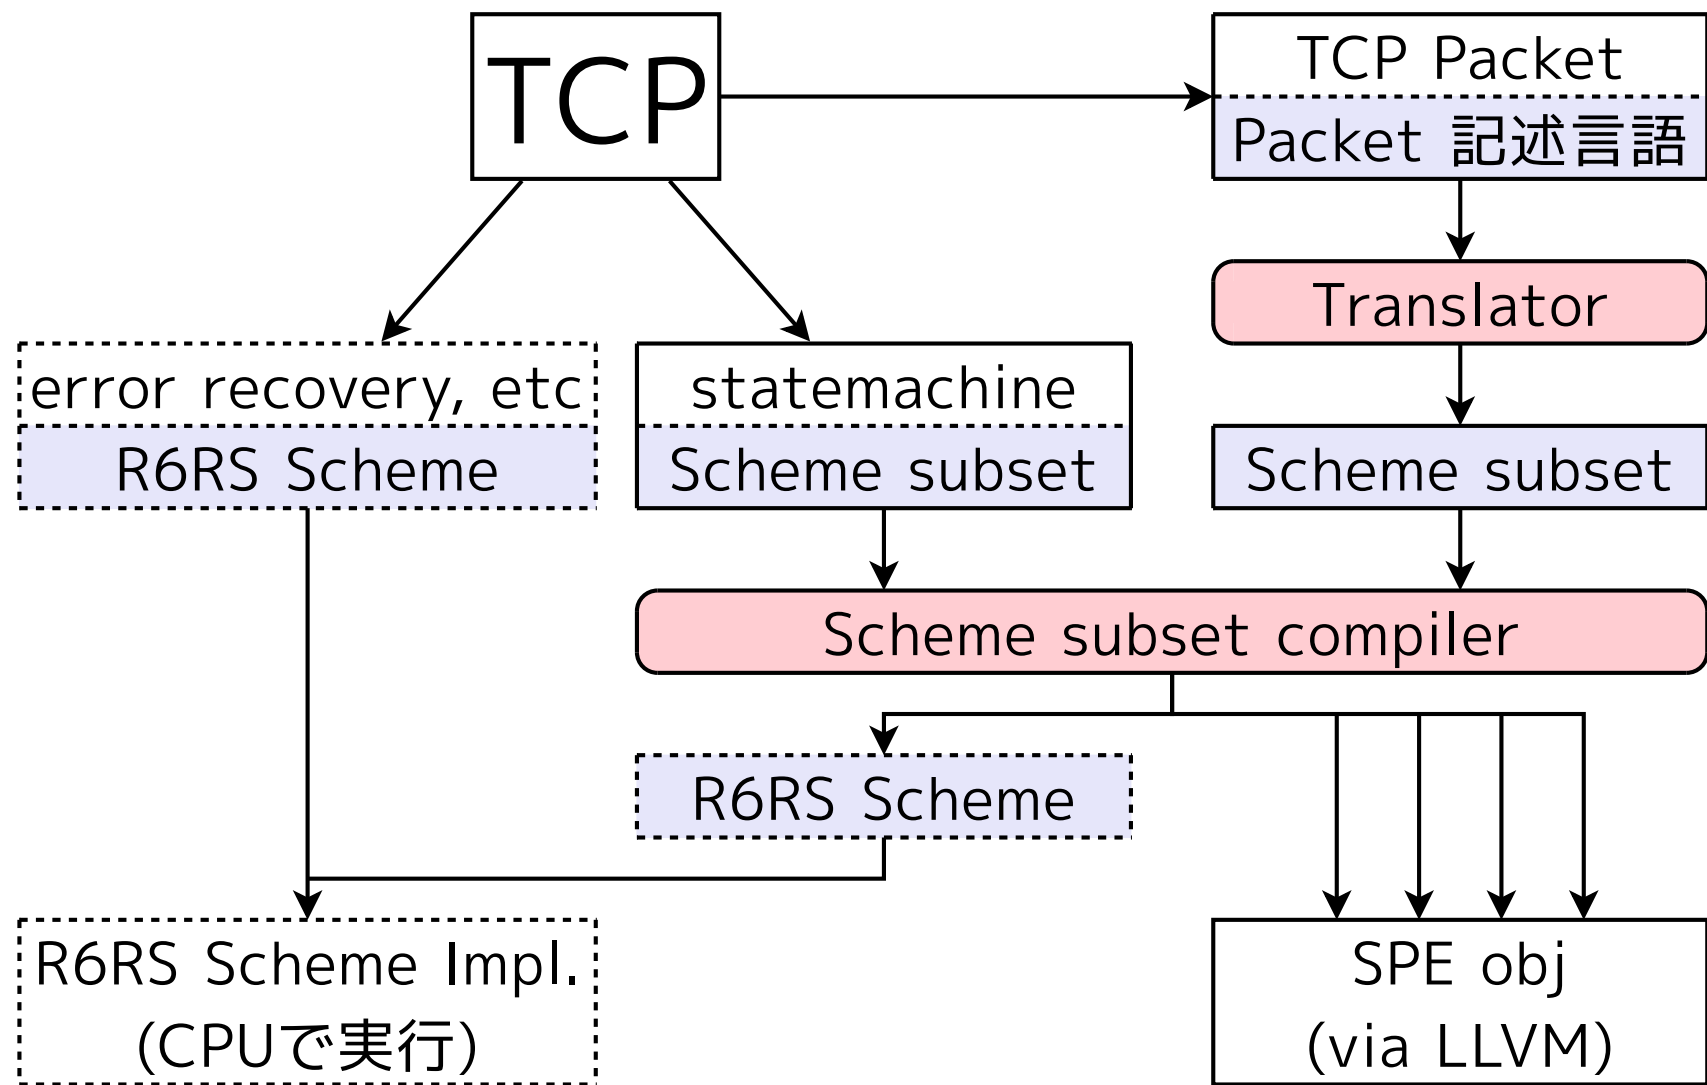 TCP
TCP Packet
Packet 記述言語
Translator
error recovery, etc
R6RS Scheme
statemachine
Scheme subset
Scheme subset
Scheme subset compiler
R6RS Scheme
R6RS Scheme Impl.
(CPUで実行)
SPE obj
(via LLVM)